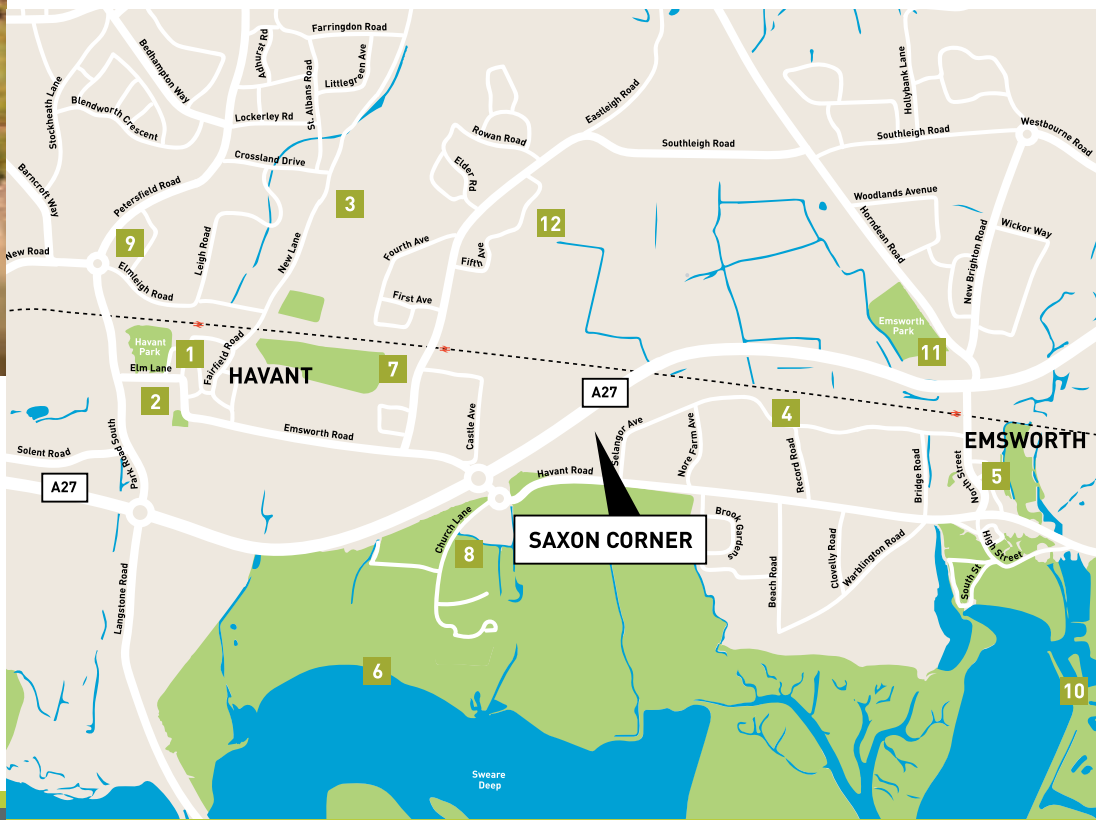 Farringdon Road
Adhurst Rd
Bedhampton Way
Littlegreen Ave
Hollybank Lane
Stockheath Lane
St. Albans Road
Blendworth Crescent
Lockerley Rd
Eastleigh Road
Westbourne Road
Rowan Road
Southleigh Road
Southleigh Road
Crossland Drive
Elder Rd
Barncroft Way
Petersfield Road
3
Woodlands Avenue
12
Horndean Road
Wickor Way
9
New Road
Leigh Road
New Lane
Fourth Ave
Fifth Ave
New Brighton Road
Elmleigh Road
First Ave
Emsworth
Park
Havant
Park
1
11
Fairfield Road
Elm Lane
HAVANT
7
A27
2
4
Castle Ave
Selangor Ave
Nore Farm Ave
Emsworth Road
EMSWORTH
Solent Road
Park Road South
Record Road
Bridge Road
North Street
5
Havant Road
A27
Church Lane
SAXON CORNER
Brook
Gardens
8
High Street
Clovelly Road
Warblington Road
Beach Road
South St
Langstone Road
6
10
Sweare
Deep